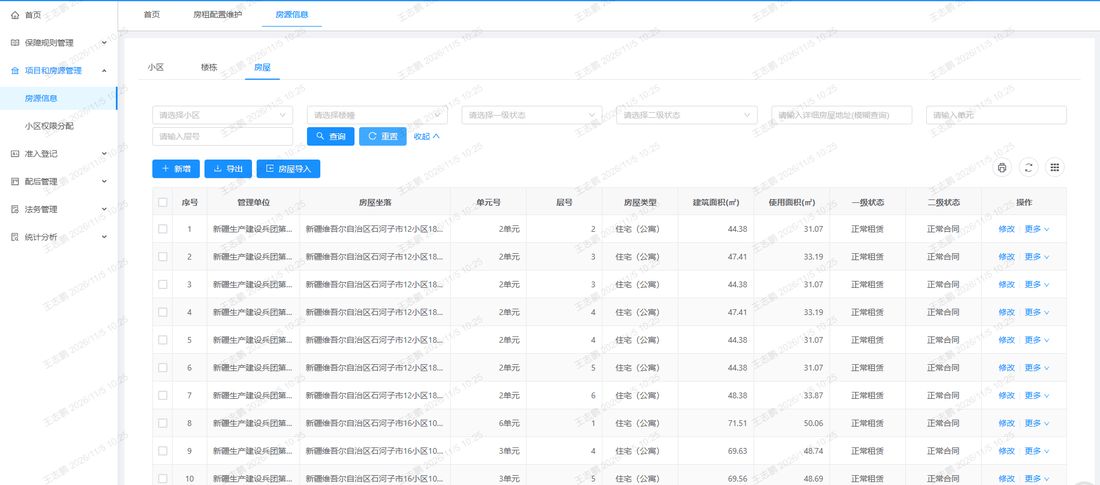 首页
保障规则管理
项目和房源管理
房源信息
小区权限分配
准入登记
配后管理
法务管理
统计分析
首页 房租配置维护 房源信息
小区 楼栋 房屋
请选择小区 请选择楼幢 请选择一级状态 请选择二级状态 请输入详细房屋地址(模糊查询) 请输入单元
请输入层号 查询 重置 收起
新增 导出 房屋导入
序号 管理单位 房屋坐落 单元号 层号 房屋类型 建筑面积(㎡) 使用面积(㎡) 一级状态 二级状态 操作
1 新疆生产建设兵团第... 新疆维吾尔自治区石河子市12小区18... 2单元 2 住宅（公寓） 44.38 31.07 正常租赁 正常合同 修改 更多
2 新疆生产建设兵团第... 新疆维吾尔自治区石河子市12小区18... 2单元 3 住宅（公寓） 47.41 33.19 正常租赁 正常合同 修改 更多
3 新疆生产建设兵团第... 新疆维吾尔自治区石河子市12小区18... 2单元 3 住宅（公寓） 44.38 31.07 正常租赁 正常合同 修改 更多
4 新疆生产建设兵团第... 新疆维吾尔自治区石河子市12小区18... 2单元 4 住宅（公寓） 47.41 33.19 正常租赁 正常合同 修改 更多
5 新疆生产建设兵团第... 新疆维吾尔自治区石河子市12小区18... 2单元 4 住宅（公寓） 44.38 31.07 正常租赁 正常合同 修改 更多
6 新疆生产建设兵团第... 新疆维吾尔自治区石河子市12小区18... 2单元 5 住宅（公寓） 44.38 31.07 正常租赁 正常合同 修改 更多
7 新疆生产建设兵团第... 新疆维吾尔自治区石河子市12小区18... 2单元 6 住宅（公寓） 48.38 33.87 正常租赁 正常合同 修改 更多
8 新疆生产建设兵团第... 新疆维吾尔自治区石河子市16小区10... 6单元 1 住宅（公寓） 71.51 50.06 正常租赁 正常合同 修改 更多
9 新疆生产建设兵团第... 新疆维吾尔自治区石河子市16小区10... 3单元 4 住宅（公寓） 69.63 48.74 正常租赁 正常合同 修改 更多
10 新疆生产建设兵团第... 新疆维吾尔自治区石河子市16小区10... 3单元 5 住宅（公寓） 69.56 48.69 正常租赁 正常合同 修改 更多
王志鹏 2026/11/5 10:25